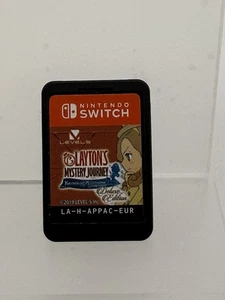 NINTENDO
SWITCH
LEVEL5
LAYTON'S
MYSTERY JOURNEY
Deluxe
Edition
© 2019 LEVEL-5 Inc.
LA-H-APPAC-EUR